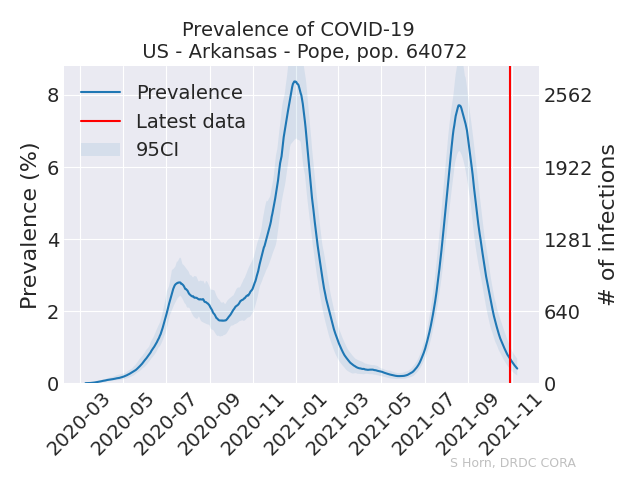 Prevalence of COVID-19
US - Arkansas - Pope, pop. 64072
Prevalence
Latest data
95CI
Prevalence (%)
8
6
4
2
0
2562
1922
1281
640
0
# of infections
2020-03
2020-05
2020-07
2020-09
2020-11
2021-01
2021-03
2021-05
2021-07
2021-09
2021-11
S Horn, DRDC CORA